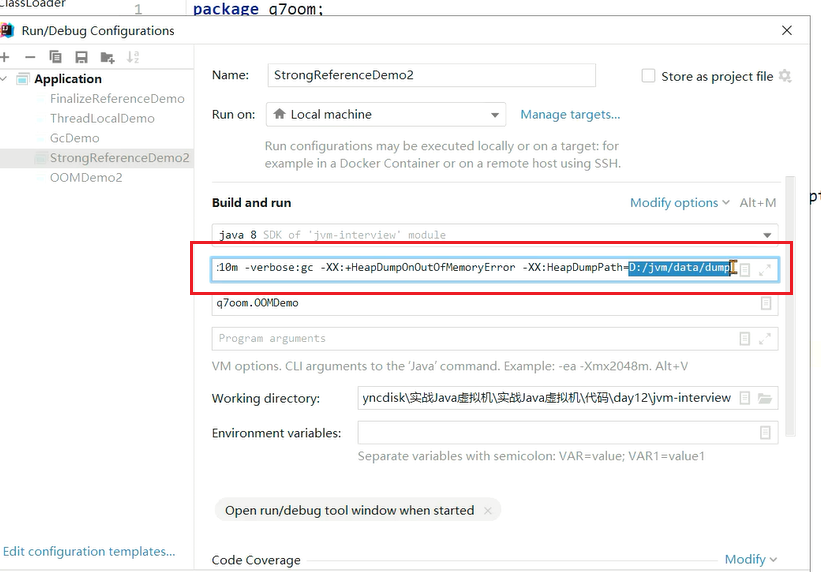 ClassLoader
1 package q7oom;
Run/Debug Configurations
Application
FinalizeReferenceDemo
ThreadLocalDemo
GcDemo
StrongReferenceDemo2
OOMDemo2
Name: StrongReferenceDemo2 Store as project file
Run on: Local machine Manage targets...
Run configurations may be executed locally or on a target: for
example in a Docker Container or on a remote host using SSH.
Build and run Modify options Alt+M
java 8 SDK of 'jvm-interview' module
:10m -verbose:gc -XX:+HeapDumpOnOutOfMemoryError -XX:HeapDumpPath=D:/jvm/data/dump
q7oom.OOMDemo
Program arguments
VM options. CLI arguments to the 'Java' command. Example: -ea -Xmx2048m. Alt+V
Working directory: yncdisk\实战Java虚拟机\实战Java虚拟机\代码\day12\jvm-interview
Environment variables:
Separate variables with semicolon: VAR=value; VAR1=value1
Open run/debug tool window when started
Edit configuration templates...
Code Coverage Modify